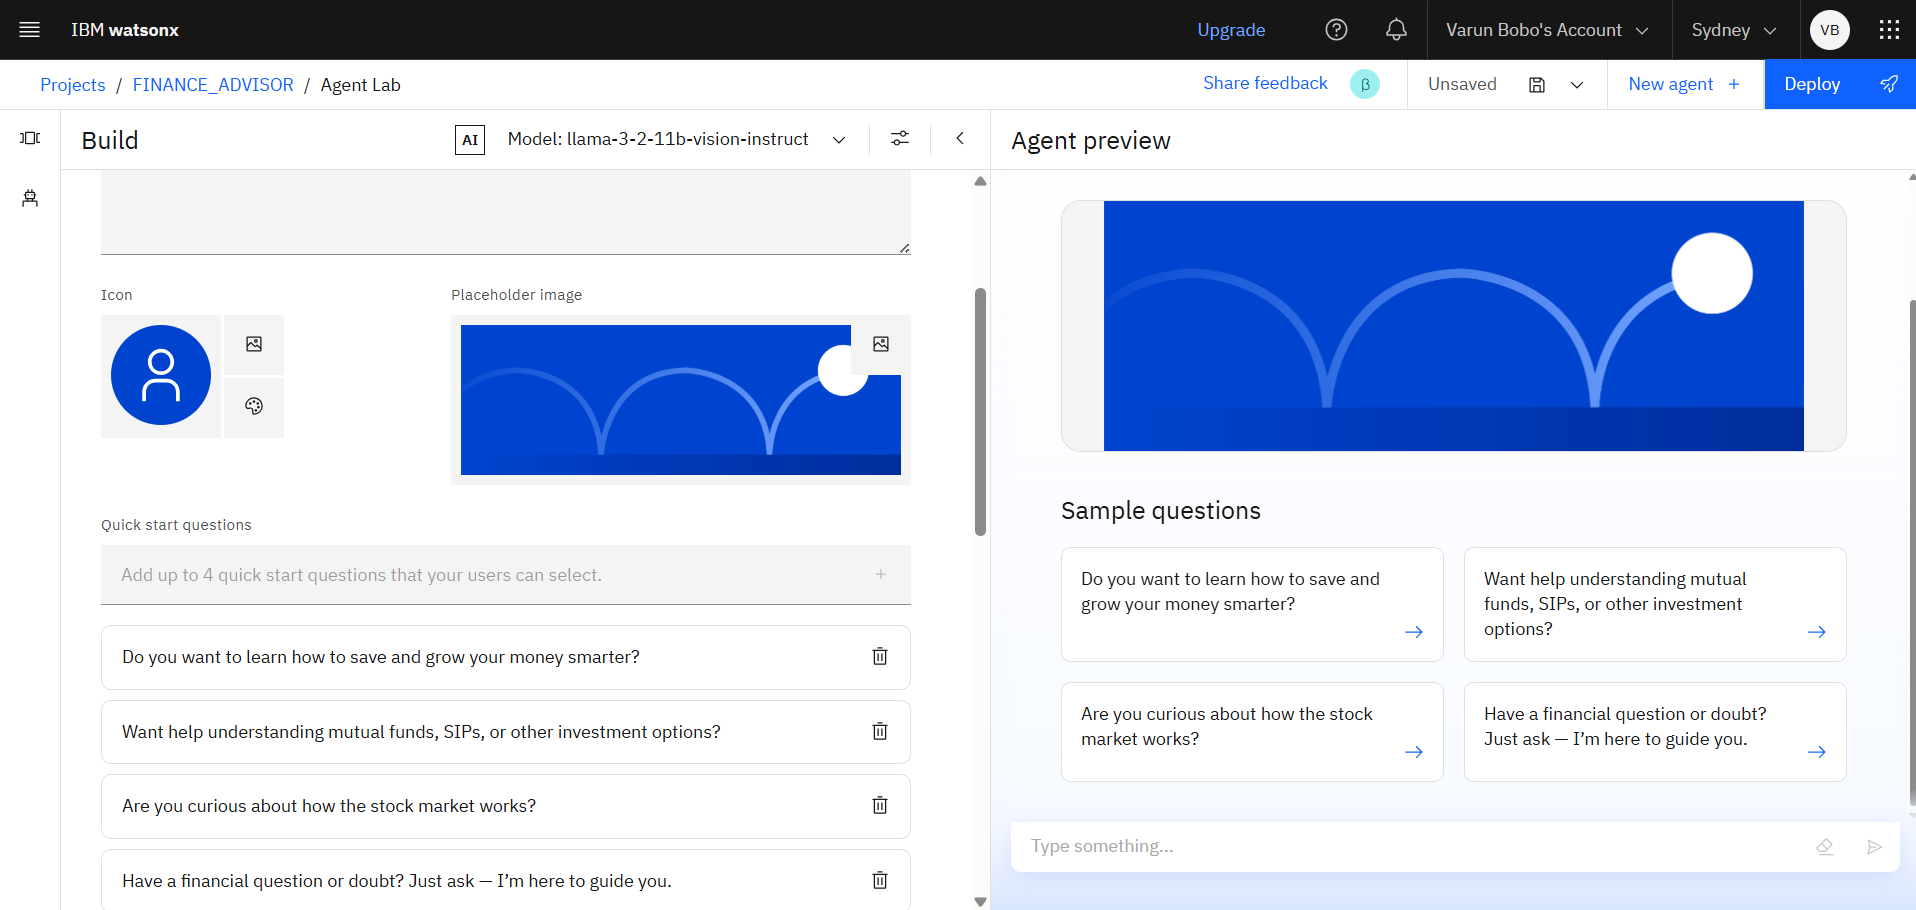 IBM watsonx
Upgrade
Varun Bobo's Account
Sydney
VB
Projects / FINANCE_ADVISOR / Agent Lab
Share feedback
β
Unsaved
New agent +
Deploy
Build
AI
Model: llama-3-2-11b-vision-instruct
Icon
Placeholder image
Quick start questions
Add up to 4 quick start questions that your users can select.
Do you want to learn how to save and grow your money smarter?
Want help understanding mutual funds, SIPs, or other investment options?
Are you curious about how the stock market works?
Have a financial question or doubt? Just ask — I’m here to guide you.
Agent preview
Sample questions
Do you want to learn how to save and
grow your money smarter?
Want help understanding mutual
funds, SIPs, or other investment
options?
Are you curious about how the stock
market works?
Have a financial question or doubt?
Just ask — I’m here to guide you.
Type something...